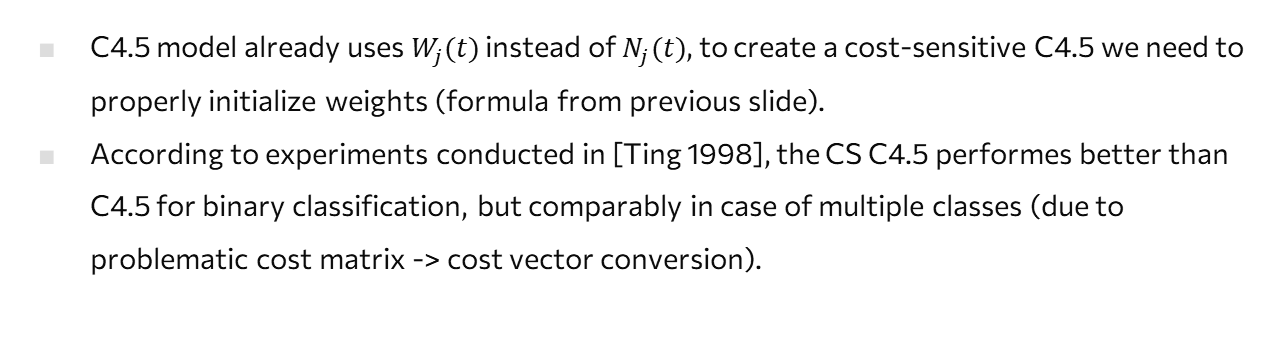 C4.5 model already uses W_j(t) instead of N_j(t), to create a cost-sensitive C4.5 we need to
properly initialize weights (formula from previous slide).
According to experiments conducted in [Ting 1998], the CS C4.5 performes better than
C4.5 for binary classification, but comparably in case of multiple classes (due to
problematic cost matrix -> cost vector conversion).